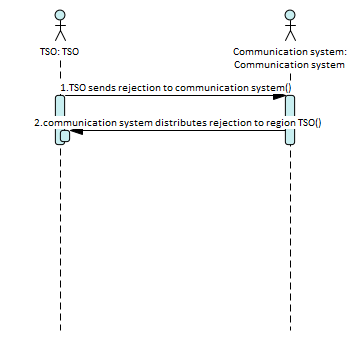 TSO: TSO
Communication system:
Communication system
1.TSO sends rejection to communication system()
2.communication system distributes rejection to region TSO()